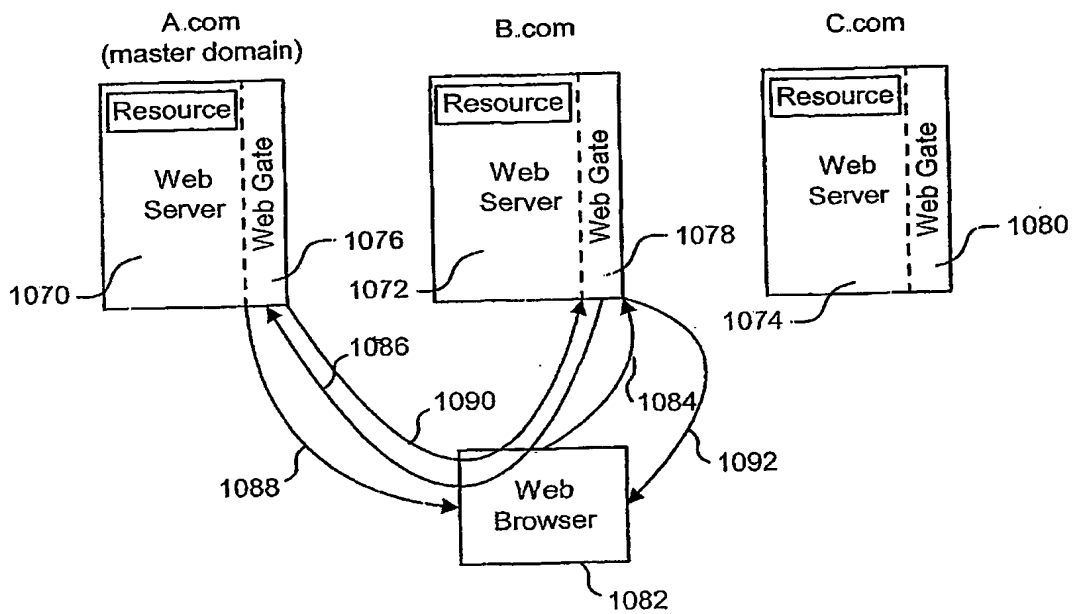 A.com
(master domain)
B.com
C.com
Resource
Web
Server
Web Gate
Resource
Web
Server
Web Gate
Resource
Web
Server
Web Gate
1076
1078
1080
1070
1072
1074
1086
1090
1084
1088
1092
Web
Browser
1082